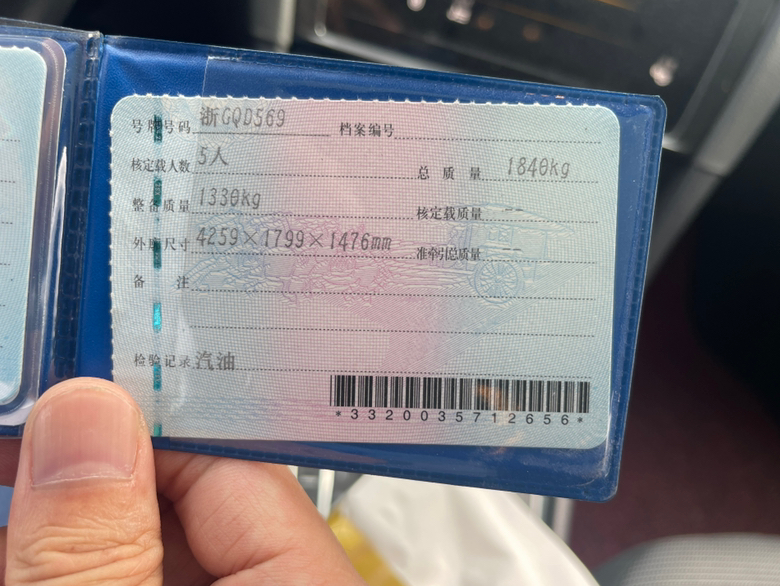 号牌号码 浙GQD569 档案编号
核定载人数 5人 总质量 1840kg
整备质量 1330kg 核定载质量 --
外廓尺寸 4259×1799×1476mm 准牵引总质量 --
备注
检验记录 汽油
*3320035712656*